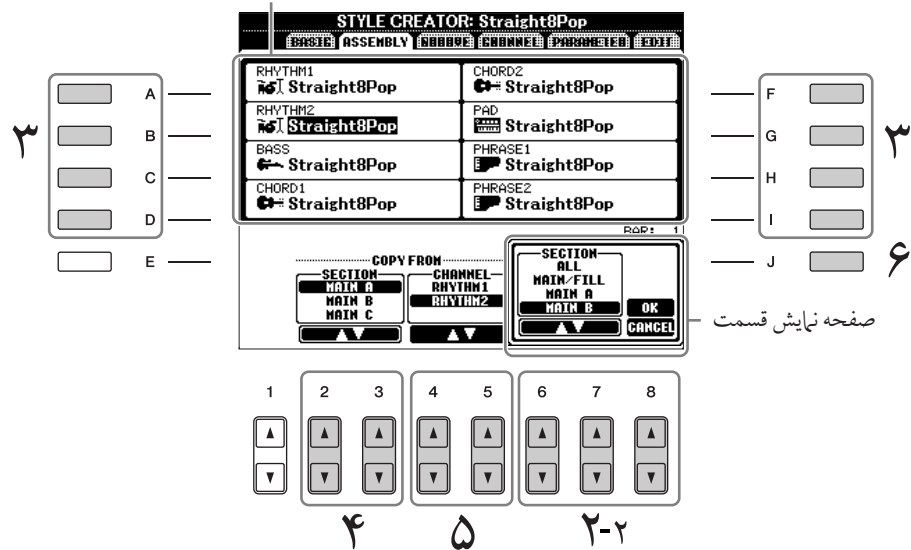 STYLE CREATOR: Straight8Pop
BASIC ASSEMBLY GROOVE CHANNEL PARAMETER EDIT
RHYTHM1
Straight8Pop
CHORD2
Straight8Pop
RHYTHM2
Straight8Pop
PAD
Straight8Pop
BASS
Straight8Pop
PHRASE1
Straight8Pop
CHORD1
Straight8Pop
PHRASE2
Straight8Pop
A
B
C
D
E
F
G
H
I
J
۳
۳
۶
BAR: 1
COPY FROM
SECTION
MAIN A
MAIN B
MAIN C
CHANNEL
RHYTHM1
RHYTHM2
SECTION
ALL
MAIN/FILL
MAIN A
MAIN B
OK
CANCEL
صفحه نمایش قسمت
1 2 3 4 5 6 7 8
۴ ۵ ۲-۲